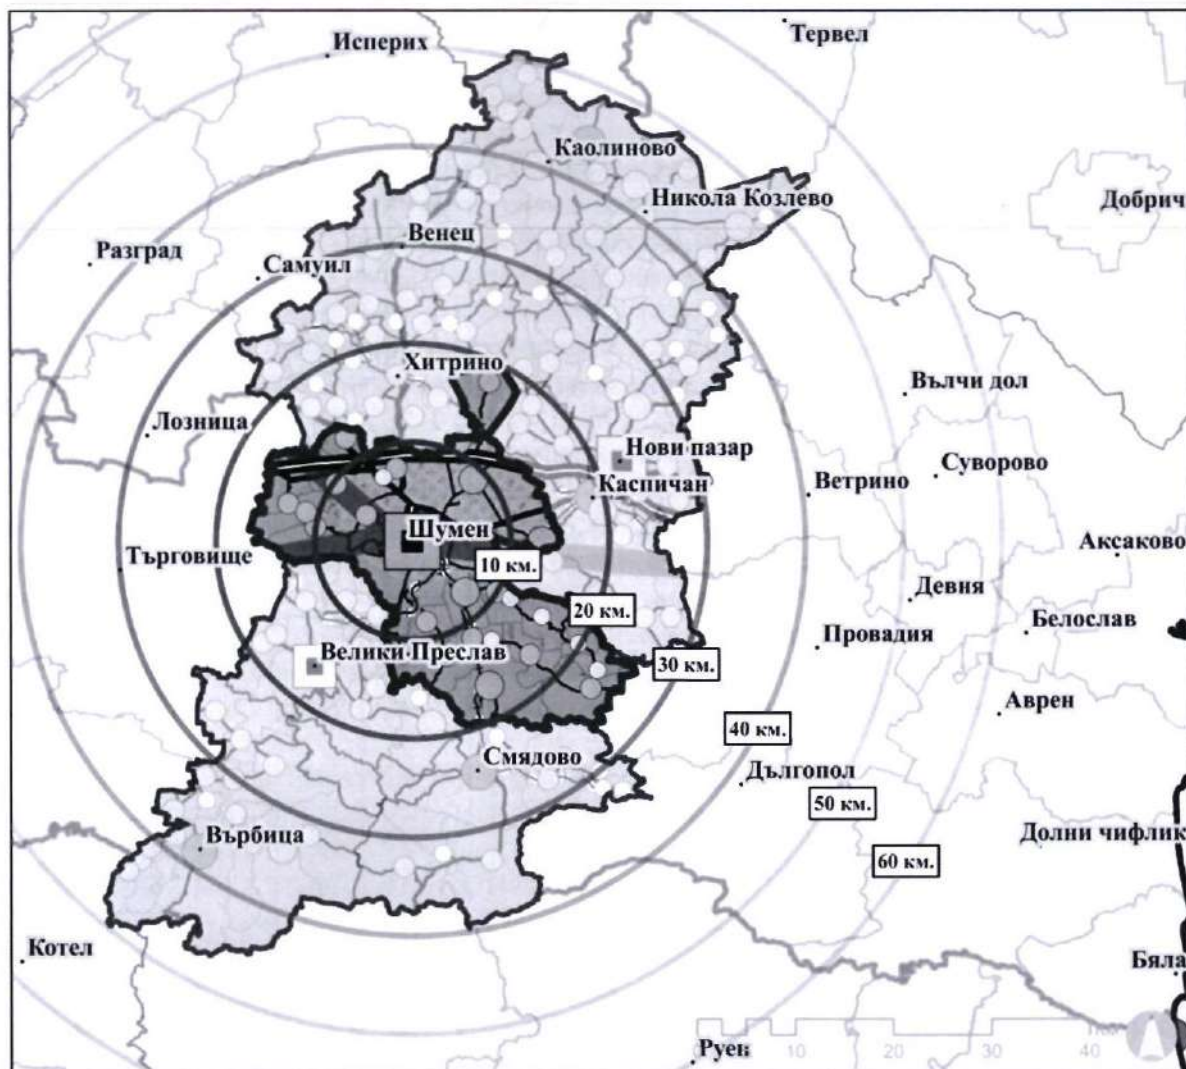 Тервел
Исперих
Каолиново
Никола Козлево
Добрич
Венец
Разград
Самуил
Хитрино
Вълчи дол
Лозница
Нови пазар
Суворово
Каспичан
Ветрино
Шумен
Аксаково
Търговище
10 км.
Девня
20 км.
Белослав
Провадия
Велики Преслав
30 км.
Аврен
40 км.
Смядово
Дългопол
50 км.
Върбица
Долни чифлик
60 км.
Котел
Бяла
Руен
0 10 20 30 40